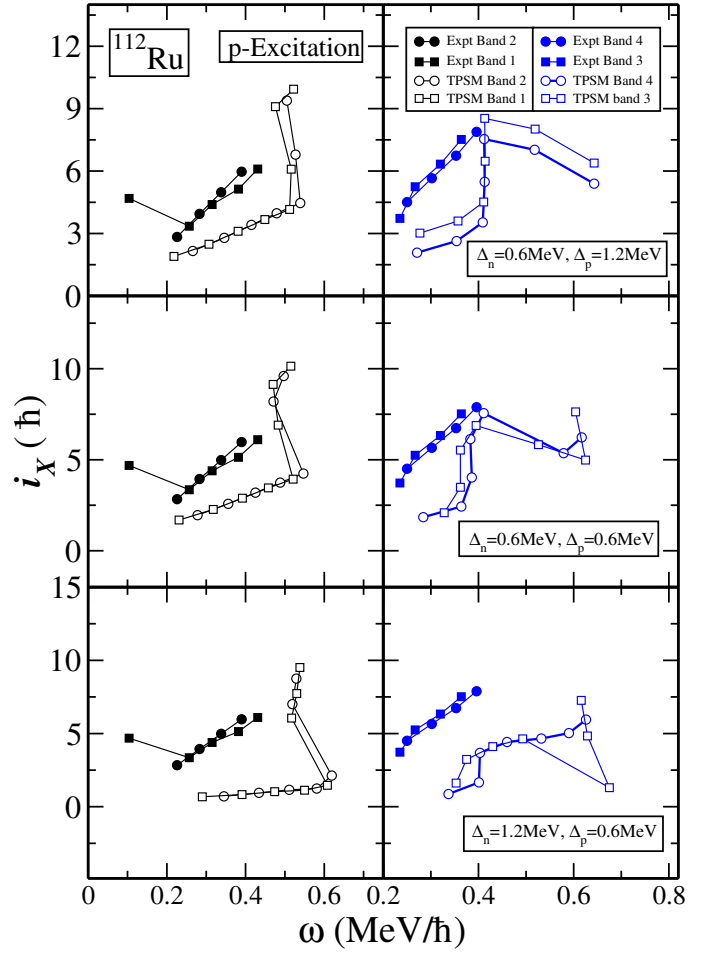 ¹¹²Ru
p-Excitation
Expt Band 2
Expt Band 1
TPSM Band 2
TPSM Band 1
Expt Band 4
Expt Band 3
TPSM Band 4
TPSM band 3
12
9
6
3
0
Δn=0.6MeV, Δp=1.2MeV
10
5
0
Δn=0.6MeV, Δp=0.6MeV
15
10
5
0
Δn=1.2MeV, Δp=0.6MeV
iX (ħ)
0 0.2 0.4 0.6 0.2 0.4 0.6 0.8
ω (MeV/ħ)